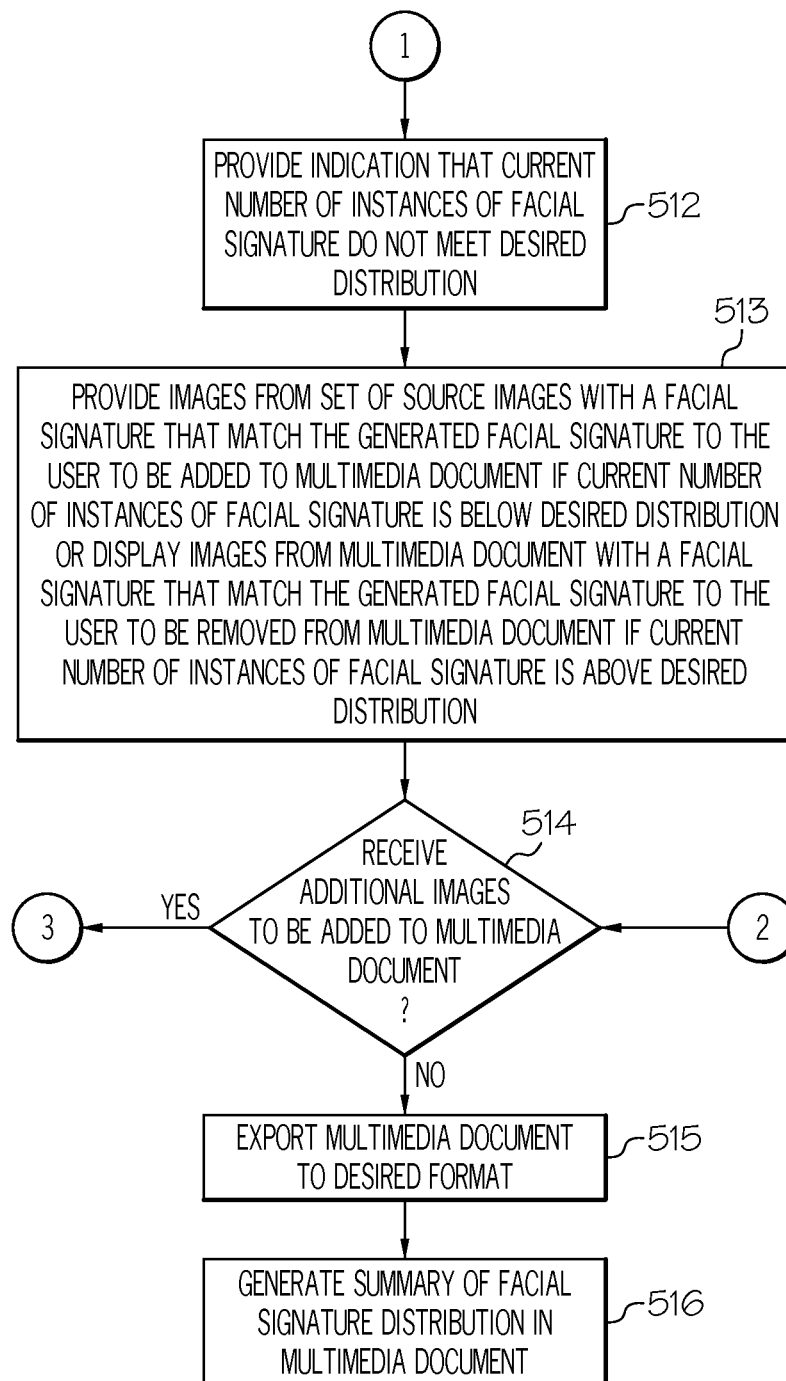 1
PROVIDE INDICATION THAT CURRENT
NUMBER OF INSTANCES OF FACIAL
SIGNATURE DO NOT MEET DESIRED
DISTRIBUTION
512
513
PROVIDE IMAGES FROM SET OF SOURCE IMAGES WITH A FACIAL
SIGNATURE THAT MATCH THE GENERATED FACIAL SIGNATURE TO THE
USER TO BE ADDED TO MULTIMEDIA DOCUMENT IF CURRENT NUMBER
OF INSTANCES OF FACIAL SIGNATURE IS BELOW DESIRED DISTRIBUTION
OR DISPLAY IMAGES FROM MULTIMEDIA DOCUMENT WITH A FACIAL
SIGNATURE THAT MATCH THE GENERATED FACIAL SIGNATURE TO THE
USER TO BE REMOVED FROM MULTIMEDIA DOCUMENT IF CURRENT
NUMBER OF INSTANCES OF FACIAL SIGNATURE IS ABOVE DESIRED
DISTRIBUTION
514
RECEIVE
ADDITIONAL IMAGES
TO BE ADDED TO MULTIMEDIA
DOCUMENT
?
YES
3
2
NO
EXPORT MULTIMEDIA DOCUMENT
TO DESIRED FORMAT
515
GENERATE SUMMARY OF FACIAL
SIGNATURE DISTRIBUTION IN
MULTIMEDIA DOCUMENT
516